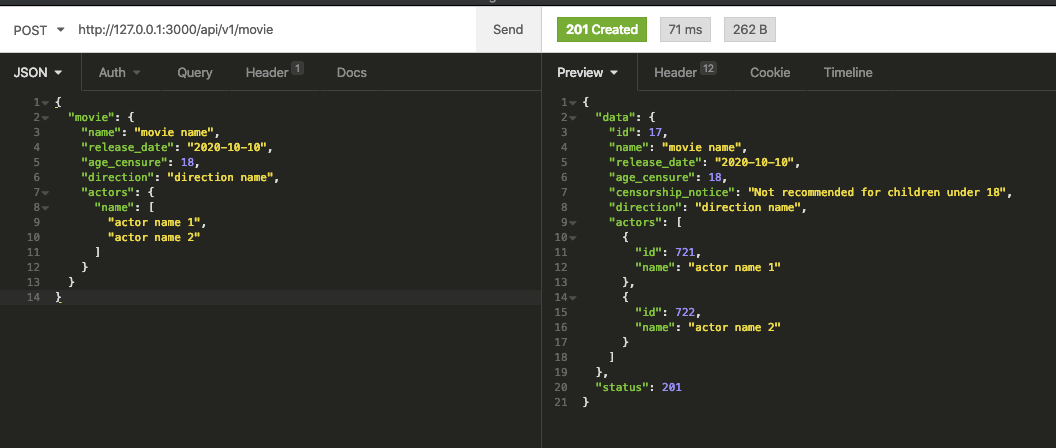 POST http://127.0.0.1:3000/api/v1/movie Send
201 Created 71 ms 262 B
JSON Auth Query Header 1 Docs
1 {
2 "movie": {
3 "name": "movie name",
4 "release_date": "2020-10-10",
5 "age_censure": 18,
6 "direction": "direction name",
7 "actors": {
8 "name": [
9 "actor name 1",
10 "actor name 2"
11 ]
12 }
13 }
14 }
Preview Header 12 Cookie Timeline
1 {
2 "data": {
3 "id": 17,
4 "name": "movie name",
5 "release_date": "2020-10-10",
6 "age_censure": 18,
7 "censorship_notice": "Not recommended for children under 18",
8 "direction": "direction name",
9 "actors": [
10 {
11 "id": 721,
12 "name": "actor name 1"
13 },
14 {
15 "id": 722,
16 "name": "actor name 2"
17 }
18 ]
19 },
20 "status": 201
21 }